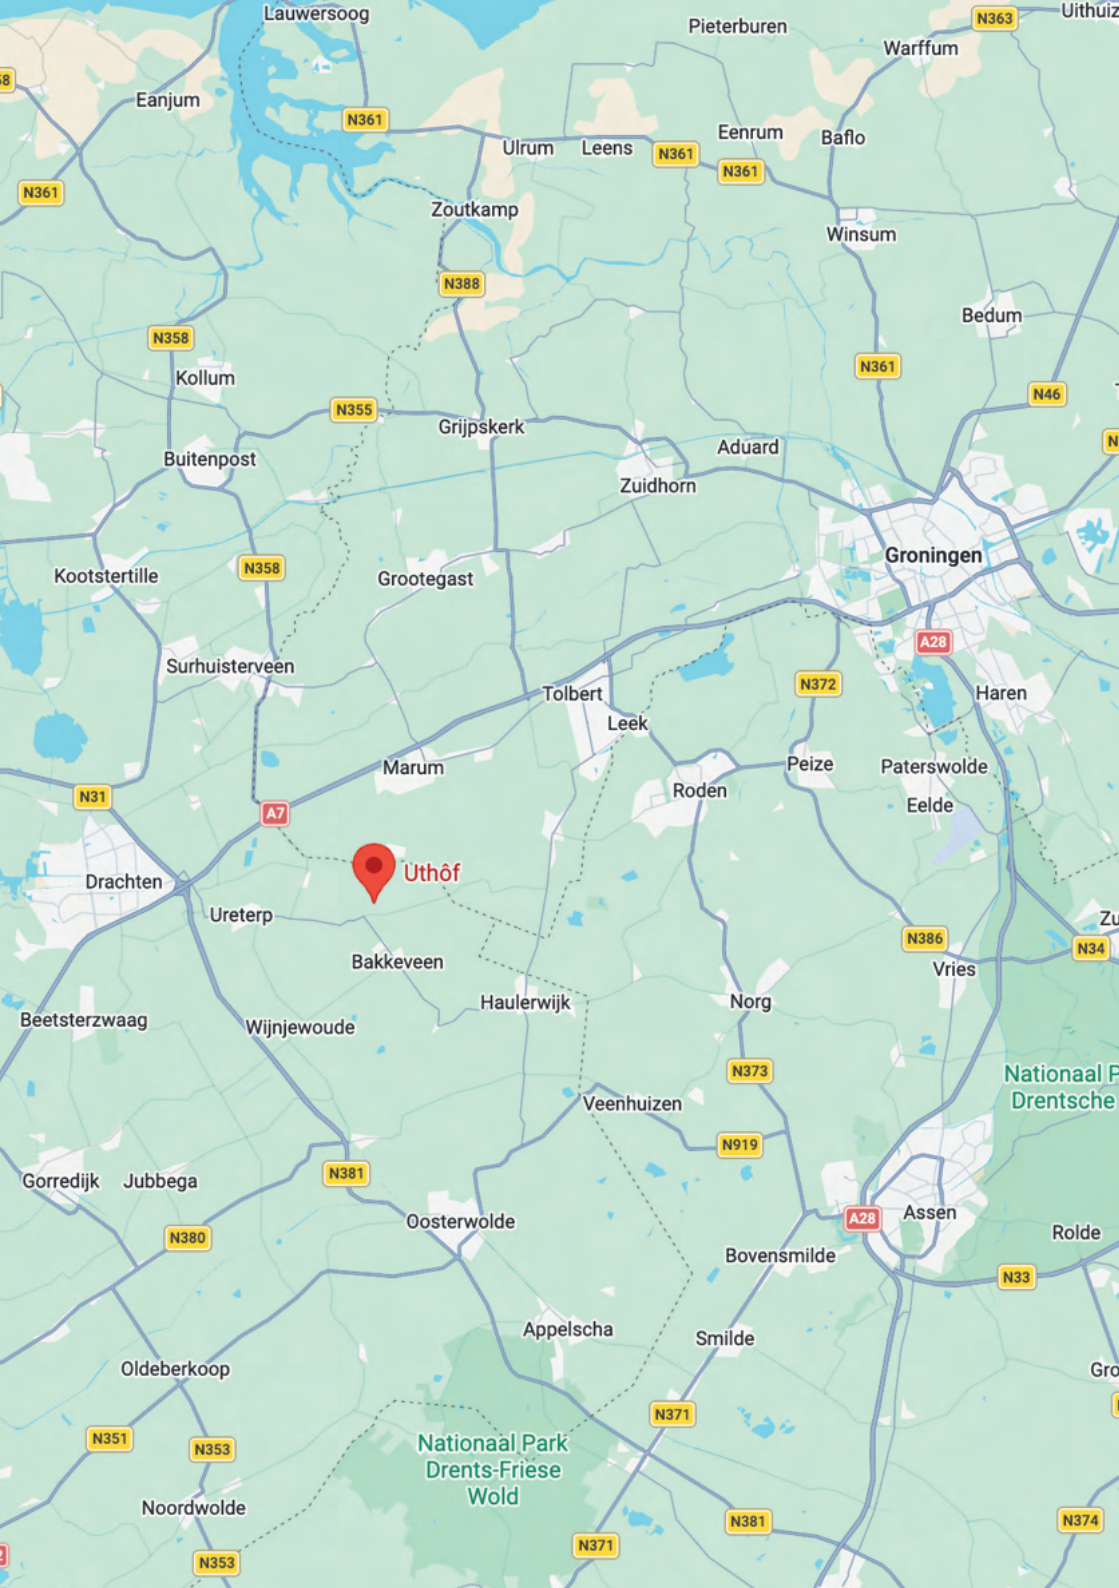 Lauwersoog
Pieterburen
N363
Warffum
Eanjum
N361
Ulrum
Leens
N361
Eenrum
N361
Baflo
N361
Zoutkamp
Winsum
N388
Bedum
N358
Kollum
N361
N46
N355
Grijpskerk
Aduard
Buitenpost
Zuidhorn
Groningen
Kootstertille
N358
Grootegast
A28
Surhuisterveen
N372
Tolbert
Haren
Leek
Marum
Peize
Paterswolde
N31
Roden
Eelde
A7
Uthôf
Drachten
Ureterp
N386
N34
Bakkeveen
Vries
Haulerwijk
Norg
Beetsterzwaag
Wijnjewoude
N373
Nationaal P
Drentsche
Veenhuizen
N919
Gorredijk
Jubbega
N381
Oosterwolde
A28
Assen
N380
Rolde
Bovensmilde
N33
Appelscha
Smilde
Oldeberkoop
N351
N353
N371
Nationaal Park
Drents-Friese
Wold
Noordwolde
N381
N374
N371
N353